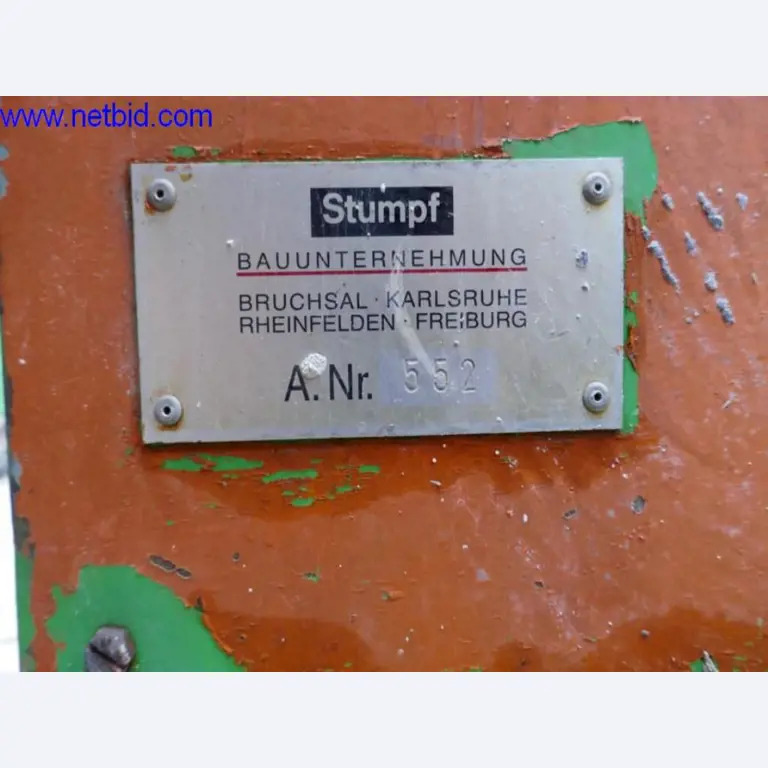 www.netbid.com
Stumpf
BAUUNTERNEHMUNG
BRUCHSAL · KARLSRUHE
RHEINFELDEN · FREIBURG
A.Nr. 552